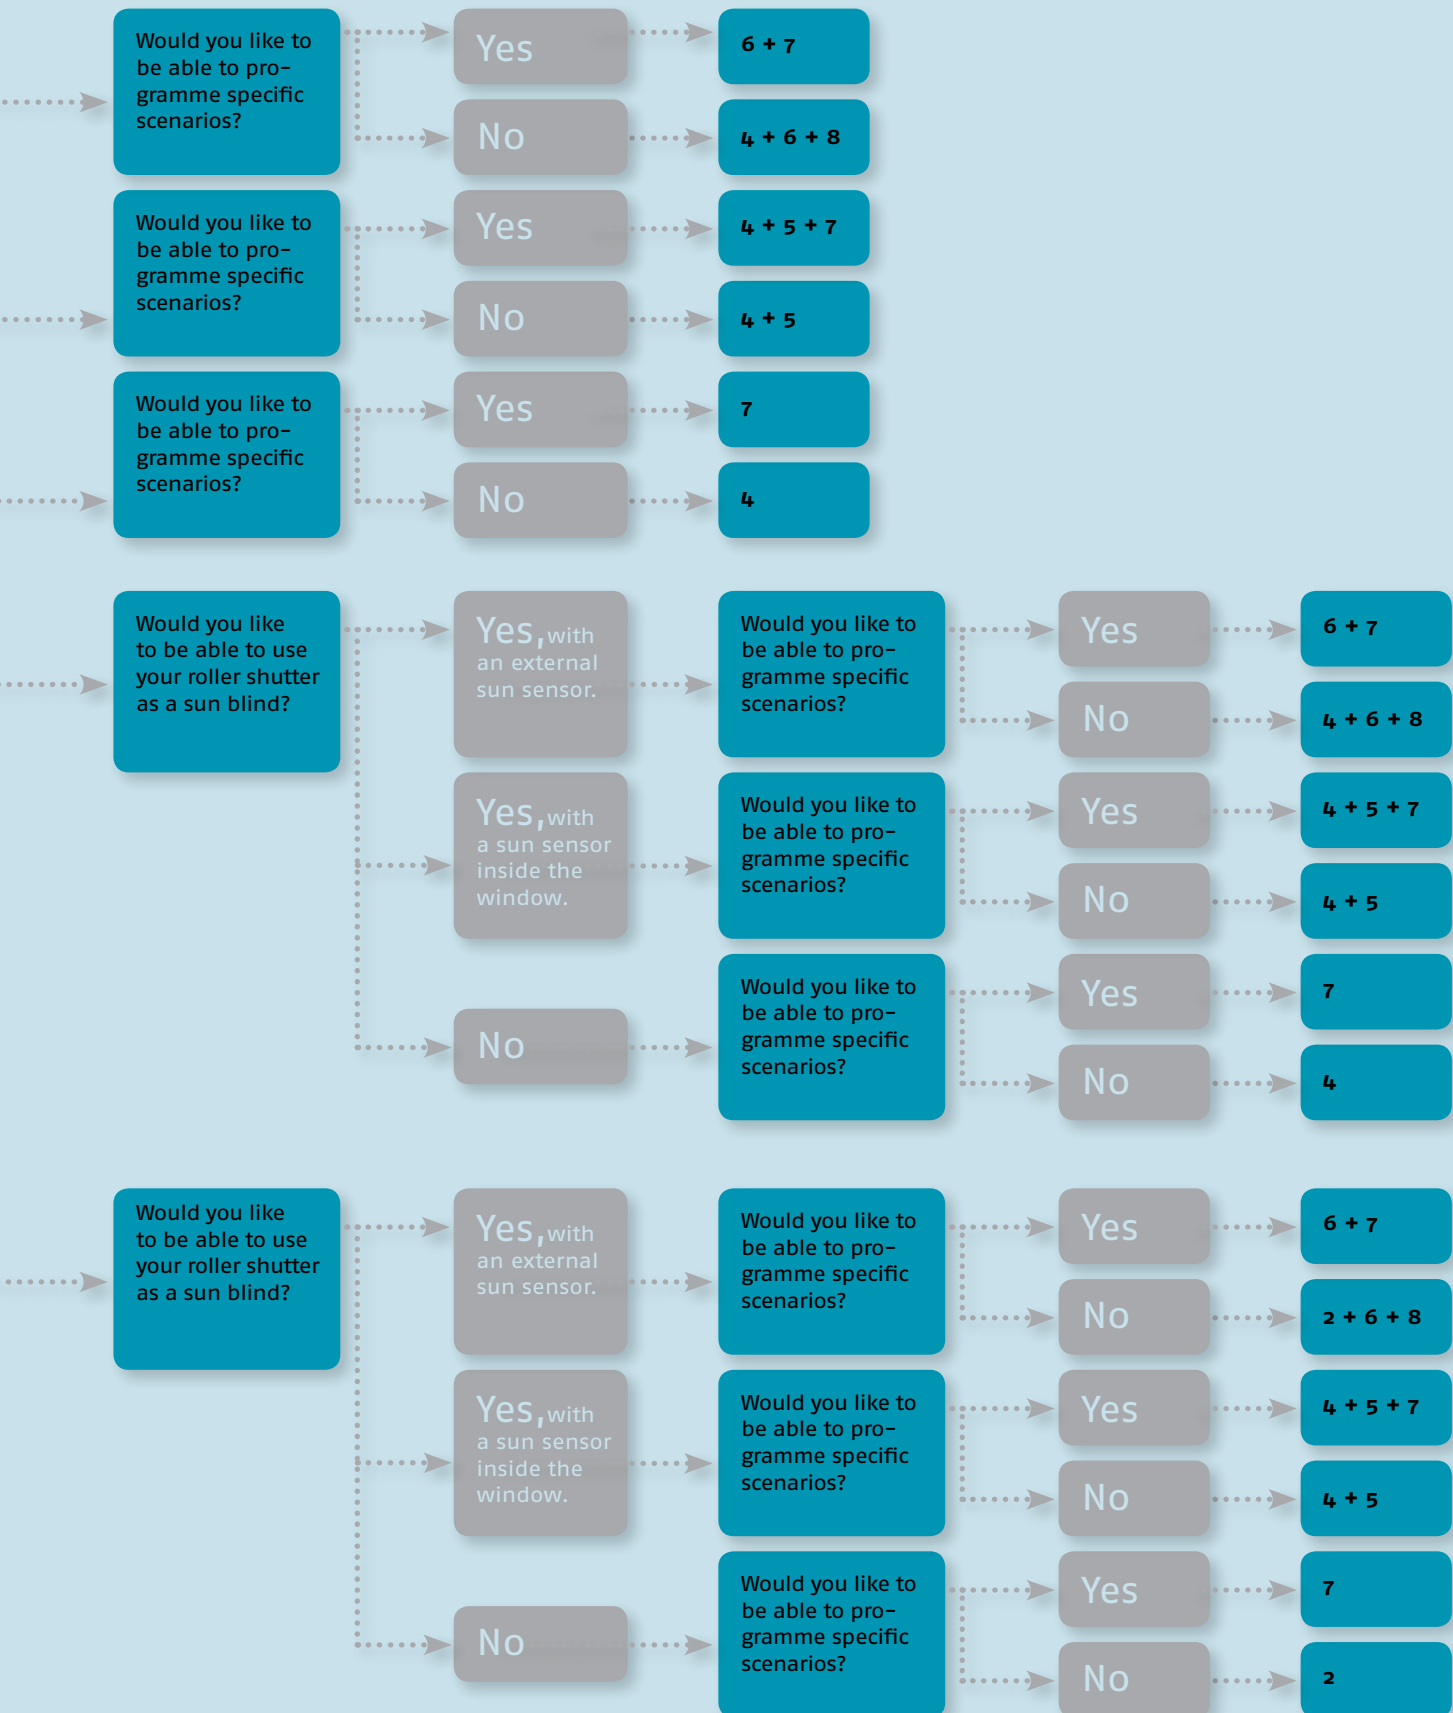 Would you like to
be able to pro-
gramme specific
scenarios?
Yes
6 + 7
No
4 + 6 + 8
Would you like to
be able to pro-
gramme specific
scenarios?
Yes
4 + 5 + 7
No
4 + 5
Would you like to
be able to pro-
gramme specific
scenarios?
Yes
7
No
4
Would you like
to be able to use
your roller shutter
as a sun blind?
Yes, with
an external
sun sensor.
Would you like to
be able to pro-
gramme specific
scenarios?
Yes
6 + 7
No
4 + 6 + 8
Yes, with
a sun sensor
inside the
window.
Would you like to
be able to pro-
gramme specific
scenarios?
Yes
4 + 5 + 7
No
4 + 5
No
Would you like to
be able to pro-
gramme specific
scenarios?
Yes
7
No
4
Would you like
to be able to use
your roller shutter
as a sun blind?
Yes, with
an external
sun sensor.
Would you like to
be able to pro-
gramme specific
scenarios?
Yes
6 + 7
No
2 + 6 + 8
Yes, with
a sun sensor
inside the
window.
Would you like to
be able to pro-
gramme specific
scenarios?
Yes
4 + 5 + 7
No
4 + 5
No
Would you like to
be able to pro-
gramme specific
scenarios?
Yes
7
No
2